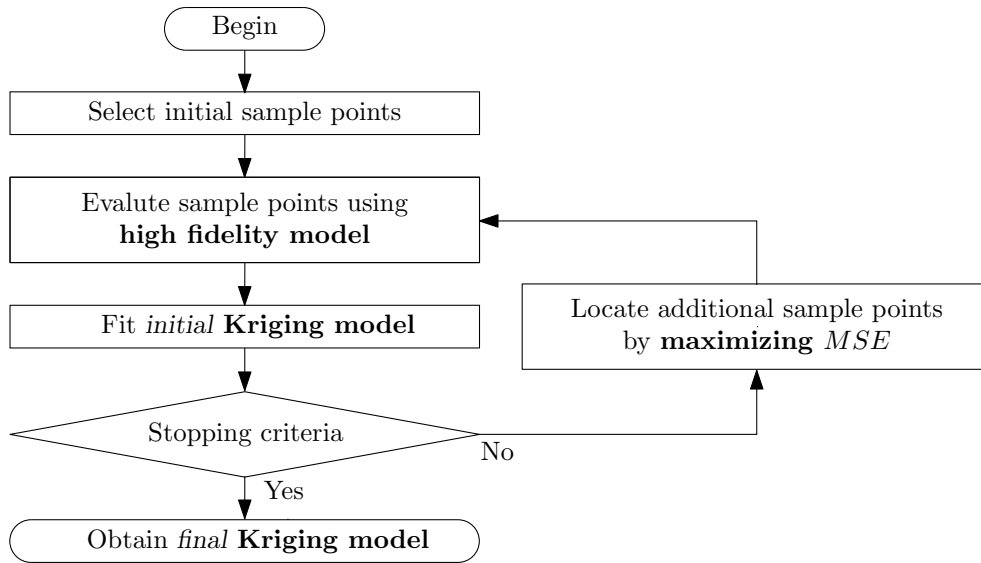 Begin
Select initial sample points
Evalute sample points using
high fidelity model
Fit initial Kriging model
Locate additional sample points
by maximizing MSE
Stopping criteria
No
Yes
Obtain final Kriging model